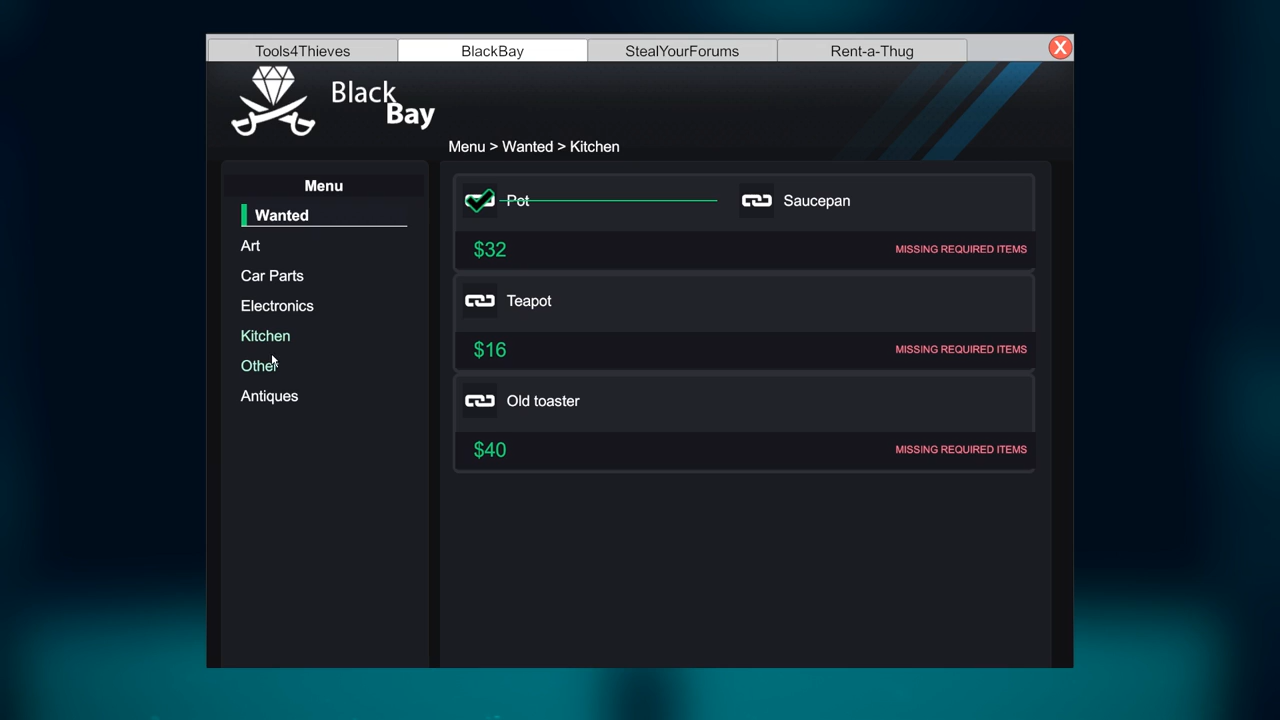 Tools4Thieves BlackBay StealYourForums Rent-a-Thug X
Black
Bay
Menu > Wanted > Kitchen
Menu
Wanted
Art
Car Parts
Electronics
Kitchen
Other
Antiques
Pot Saucepan
$32 MISSING REQUIRED ITEMS
Teapot
$16 MISSING REQUIRED ITEMS
Old toaster
$40 MISSING REQUIRED ITEMS